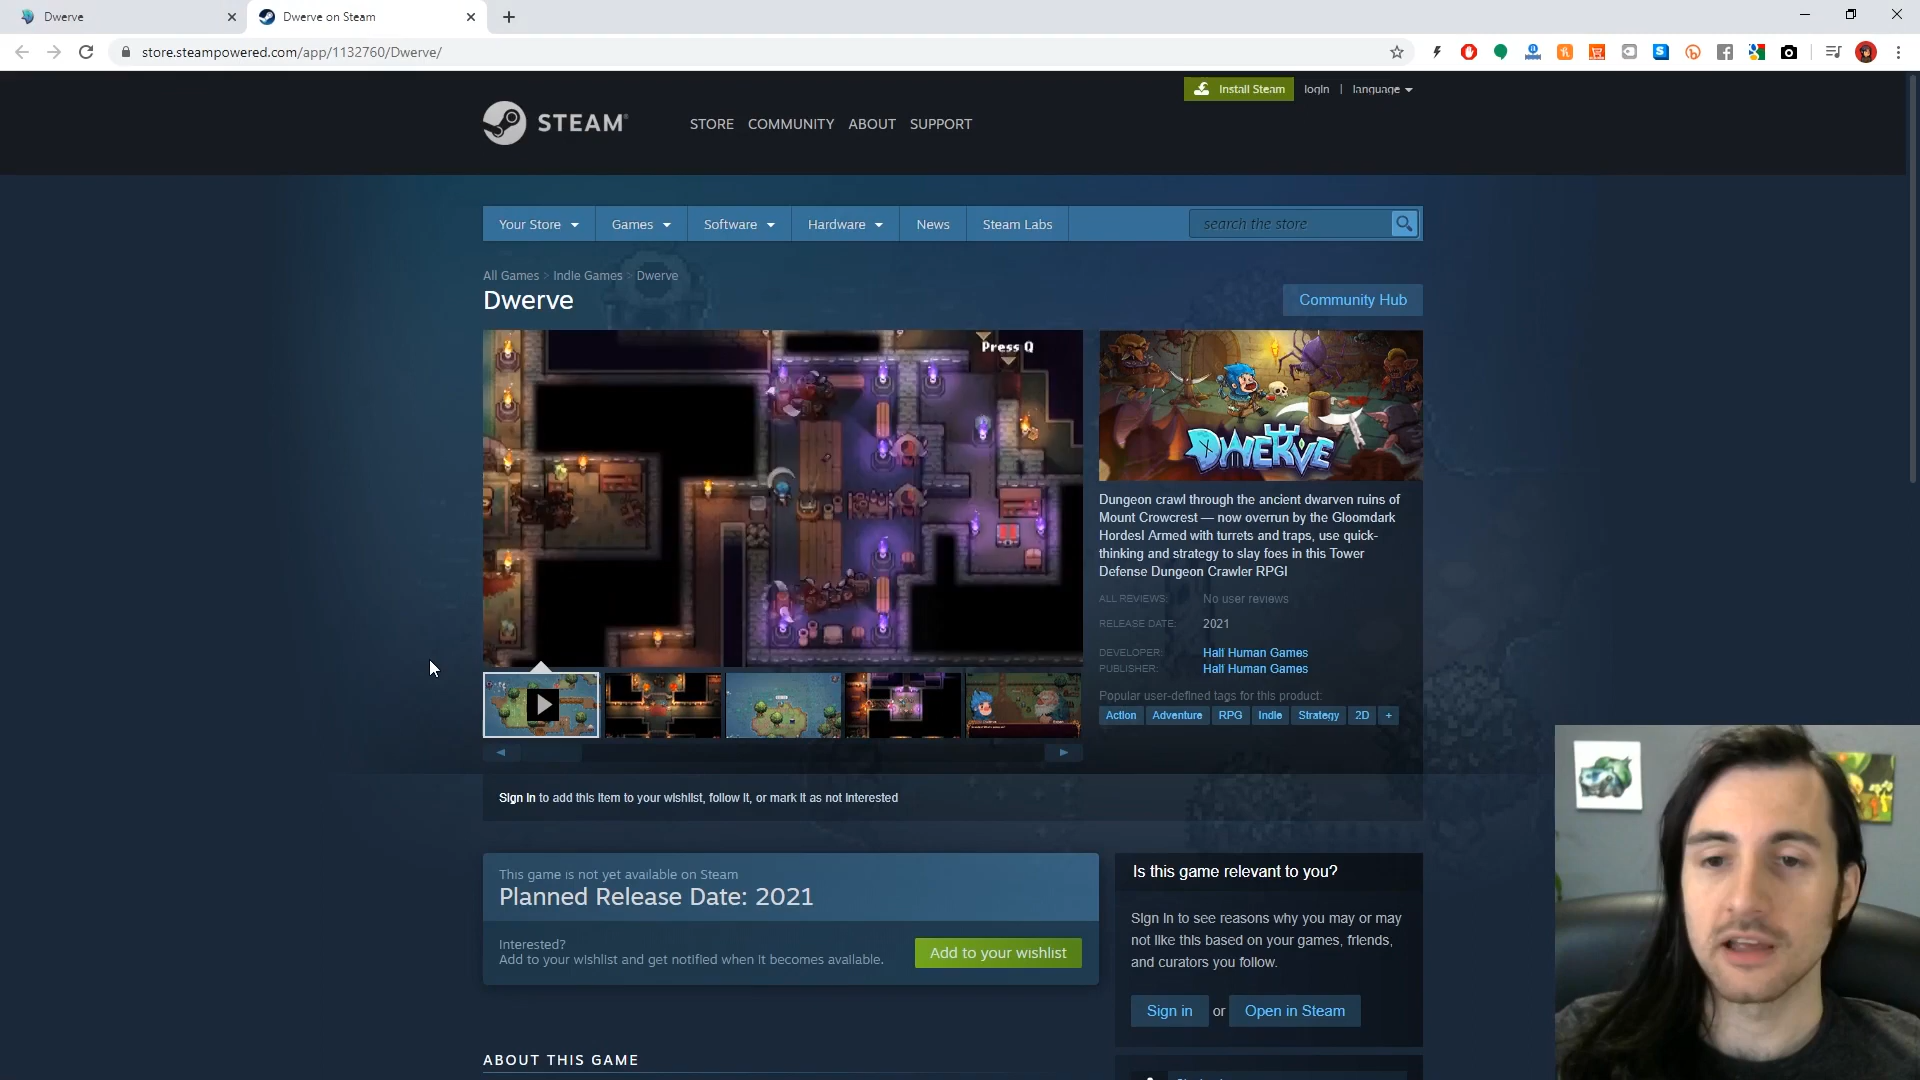 Dwerve
Dwerve on Steam
store.steampowered.com/app/1132760/Dwerve/
Install Steam
login | language
STEAM
STORE COMMUNITY ABOUT SUPPORT
Your Store
Games
Software
Hardware
News
Steam Labs
search the store
All Games > Indie Games > Dwerve
Dwerve
Community Hub
Press Q
DWERVE
Dungeon crawl through the ancient dwarven ruins of
Mount Crowcrest — now overrun by the Gloomdark
Hordes! Armed with turrets and traps, use quick-
thinking and strategy to slay foes in this Tower
Defense Dungeon Crawler RPG!
ALL REVIEWS: No user reviews
RELEASE DATE: 2021
DEVELOPER: Half Human Games
PUBLISHER: Half Human Games
Popular user-defined tags for this product:
Action Adventure RPG Indie Strategy 2D +
Sign in to add this item to your wishlist, follow it, or mark it as not interested
This game is not yet available on Steam
Planned Release Date: 2021
Interested?
Add to your wishlist and get notified when it becomes available.
Add to your wishlist
Is this game relevant to you?
Sign in to see reasons why you may or may
not like this based on your games, friends,
and curators you follow.
Sign in or Open in Steam
ABOUT THIS GAME